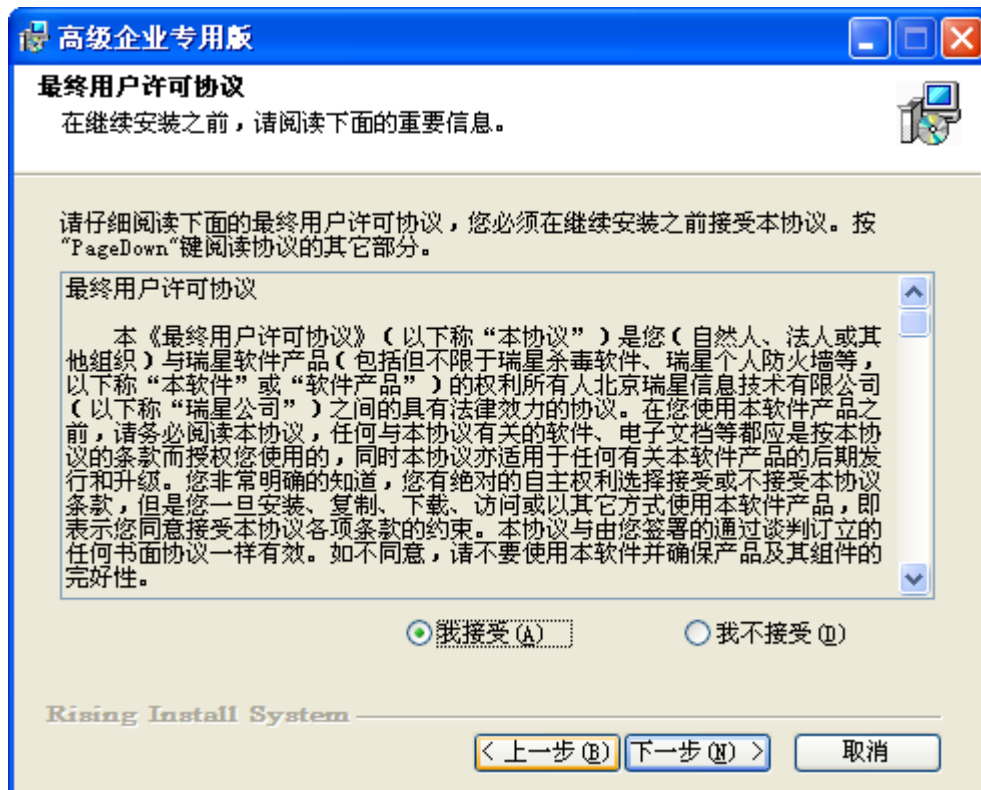 高级企业专用版
最终用户许可协议
在继续安装之前，请阅读下面的重要信息。
请仔细阅读下面的最终用户许可协议，您必须在继续安装之前接受本协议。按
"PageDown"键阅读协议的其它部分。
最终用户许可协议
本《最终用户许可协议》（以下称“本协议”）是您（自然人、法人或其
他组织）与瑞星软件产品（包括但不限于瑞星杀毒软件、瑞星个人防火墙等，
以下称“本软件”或“软件产品”）的权利所有人北京瑞星信息技术有限公司
（以下称“瑞星公司”）之间的具有法律效力的协议。在您使用本软件产品之
前，请务必阅读本协议，任何与本协议有关的软件、电子文档等都应是按本协
议的条款而授权您使用的，同时本协议亦适用于任何有关本软件产品的后期发
行和升级。您非常明确的知道，您有绝对的自主权利选择接受或不接受本协议
条款，但是您一旦安装、复制、下载、访问或以其它方式使用本软件产品，即
表示您同意接受本协议各项条款的约束。本协议与由您签署的通过谈判订立的
任何书面协议一样有效。如不同意，请不要使用本软件并确保产品及其组件的
完好性。
我接受(A) 我不接受(D)
Rising Install System
< 上一步(B) 下一步(N) > 取消